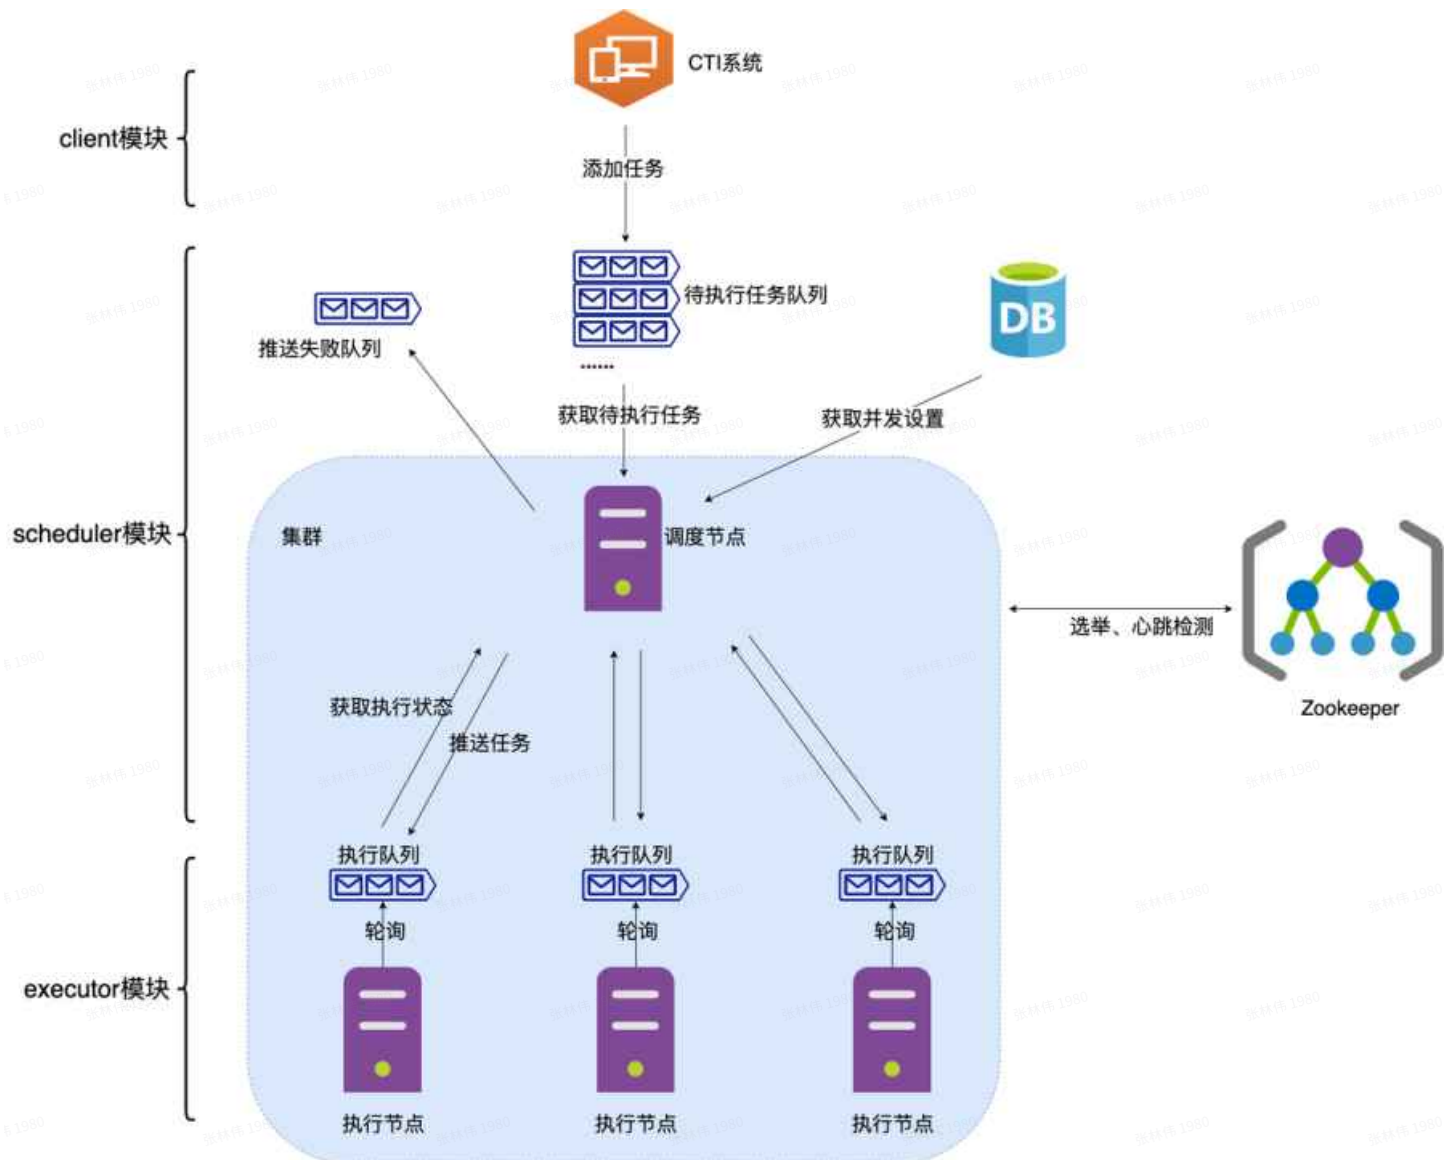 CTI系统
client模块
添加任务
待执行任务队列
DB
推送失败队列
获取待执行任务
获取并发设置
scheduler模块
集群
调度节点
选举、心跳检测
Zookeeper
获取执行状态
推送任务
执行队列
执行队列
执行队列
轮询
轮询
轮询
executor模块
执行节点
执行节点
执行节点